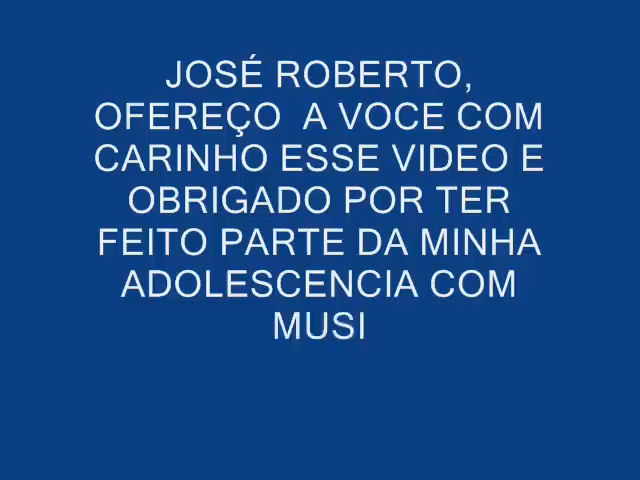 JOSÉ ROBERTO,
OFEREÇO  A VOCE COM
CARINHO ESSE VIDEO E
OBRIGADO POR TER
FEITO PARTE DA MINHA
ADOLESCENCIA COM
MUSI